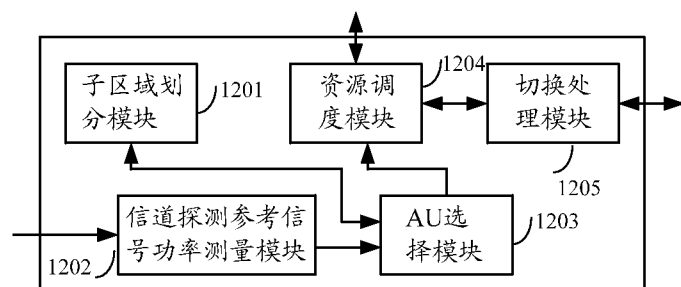 子区域划
分模块
1201
资源调
度模块
1204
切换处
理模块
1205
信道探测参考信
号功率测量模块
1202
AU选
择模块
1203